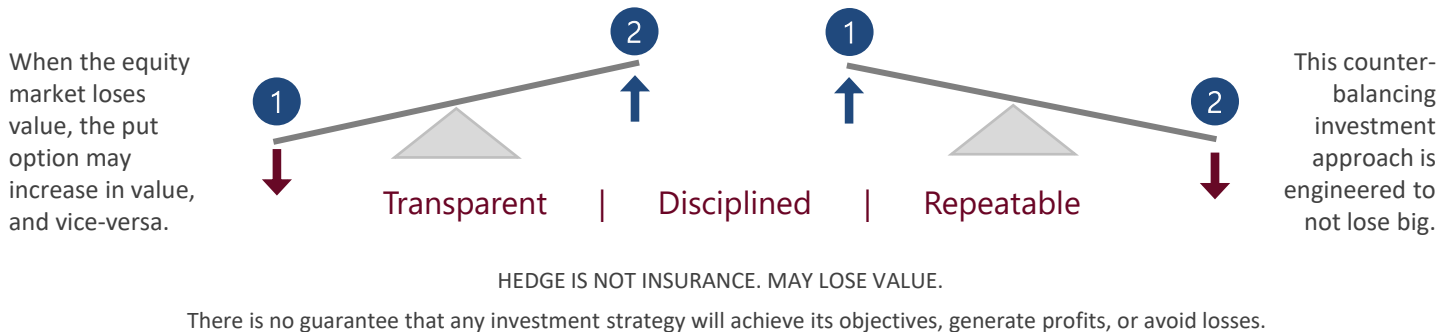 When the equity
market loses
value, the put
option may
increase in value,
and vice-versa.
1
2
1
2
This counter-
balancing
investment
approach is
engineered to
not lose big.
Transparent | Disciplined | Repeatable
HEDGE IS NOT INSURANCE. MAY LOSE VALUE.
There is no guarantee that any investment strategy will achieve its objectives, generate profits, or avoid losses.